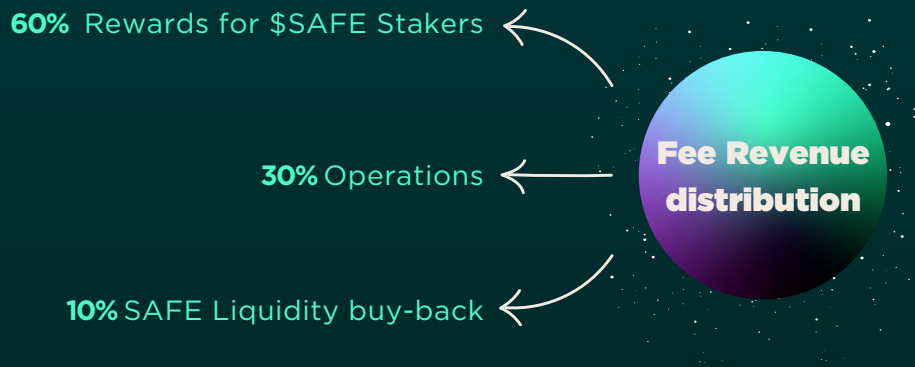 60% Rewards for $SAFE Stakers
Fee Revenue
distribution
30% Operations
10% SAFE Liquidity buy-back